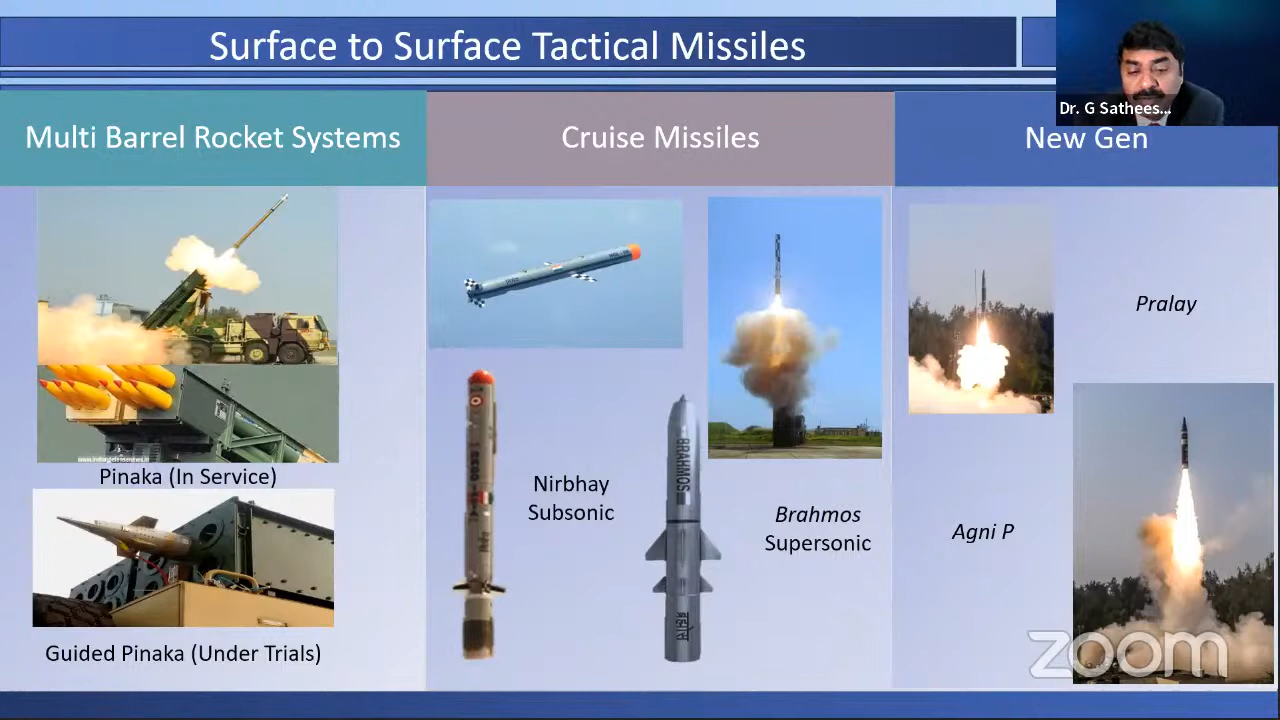 Surface to Surface Tactical Missiles
Dr. G Sathees...
Multi Barrel Rocket Systems
Cruise Missiles
New Gen
Pinaka (In Service)
Guided Pinaka (Under Trials)
Nirbhay
Subsonic
BRAHMOS
Brahmos
Supersonic
Pralay
Agni P
zoom